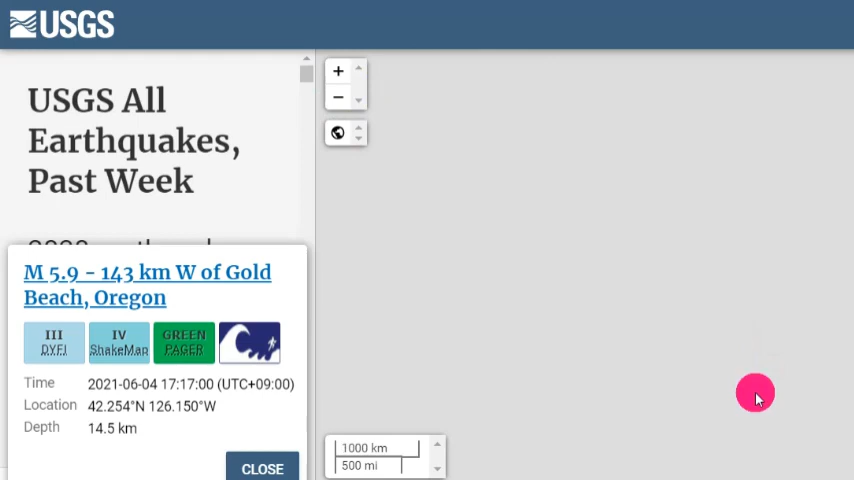 USGS
USGS All
Earthquakes,
Past Week
M 5.9 - 143 km W of Gold
Beach, Oregon
III
DYFI
IV
ShakeMap
GREEN
PAGER
Time 2021-06-04 17:17:00 (UTC+09:00)
Location 42.254°N 126.150°W
Depth 14.5 km
CLOSE
+
−
1000 km
500 mi